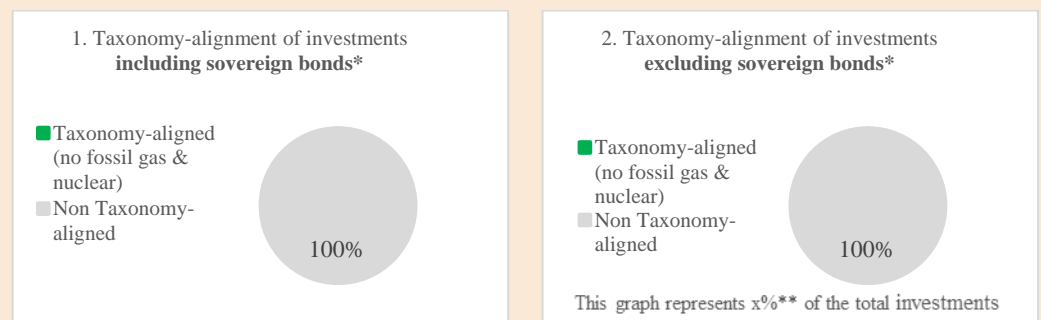 1. Taxonomy-alignment of investments
including sovereign bonds*
Taxonomy-aligned
(no fossil gas &
nuclear)
Non Taxonomy-
aligned
100%
2. Taxonomy-alignment of investments
excluding sovereign bonds*
Taxonomy-aligned
(no fossil gas &
nuclear)
Non Taxonomy-
aligned
100%
This graph represents x%** of the total investments